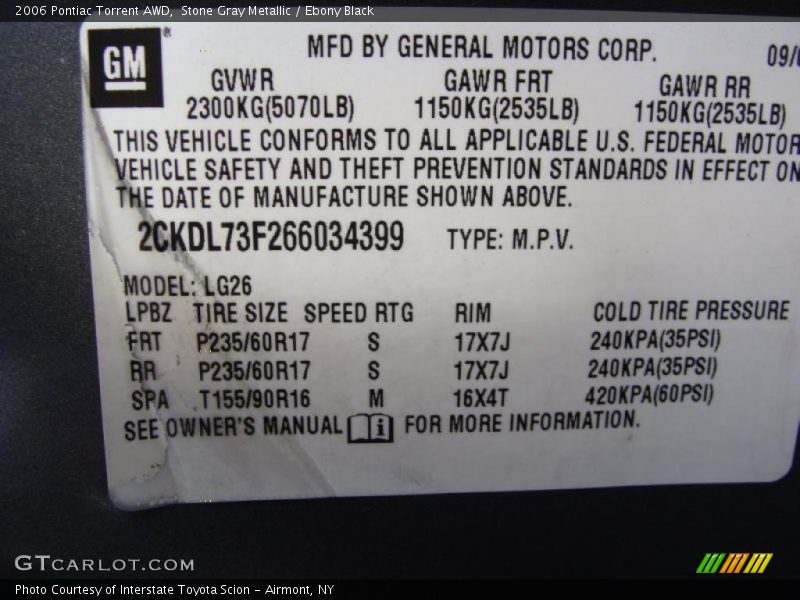 2006 Pontiac Torrent AWD,  Stone Gray Metallic / Ebony Black
GM ®
MFD BY GENERAL MOTORS CORP. 09/0
GVWR GAWR FRT GAWR RR
2300KG(5070LB) 1150KG(2535LB) 1150KG(2535LB)
THIS VEHICLE CONFORMS TO ALL APPLICABLE U.S. FEDERAL MOTOR
VEHICLE SAFETY AND THEFT PREVENTION STANDARDS IN EFFECT ON
THE DATE OF MANUFACTURE SHOWN ABOVE.
2CKDL73F266034399 TYPE: M.P.V.
MODEL: LG26
LPBZ TIRE SIZE SPEED RTG RIM COLD TIRE PRESSURE
FRT P235/60R17 S 17X7J 240KPA(35PSI)
RR P235/60R17 S 17X7J 240KPA(35PSI)
SPA T155/90R16 M 16X4T 420KPA(60PSI)
SEE OWNER'S MANUAL i FOR MORE INFORMATION.
GTCARLOT.COM
Photo Courtesy of Interstate Toyota Scion – Airmont, NY